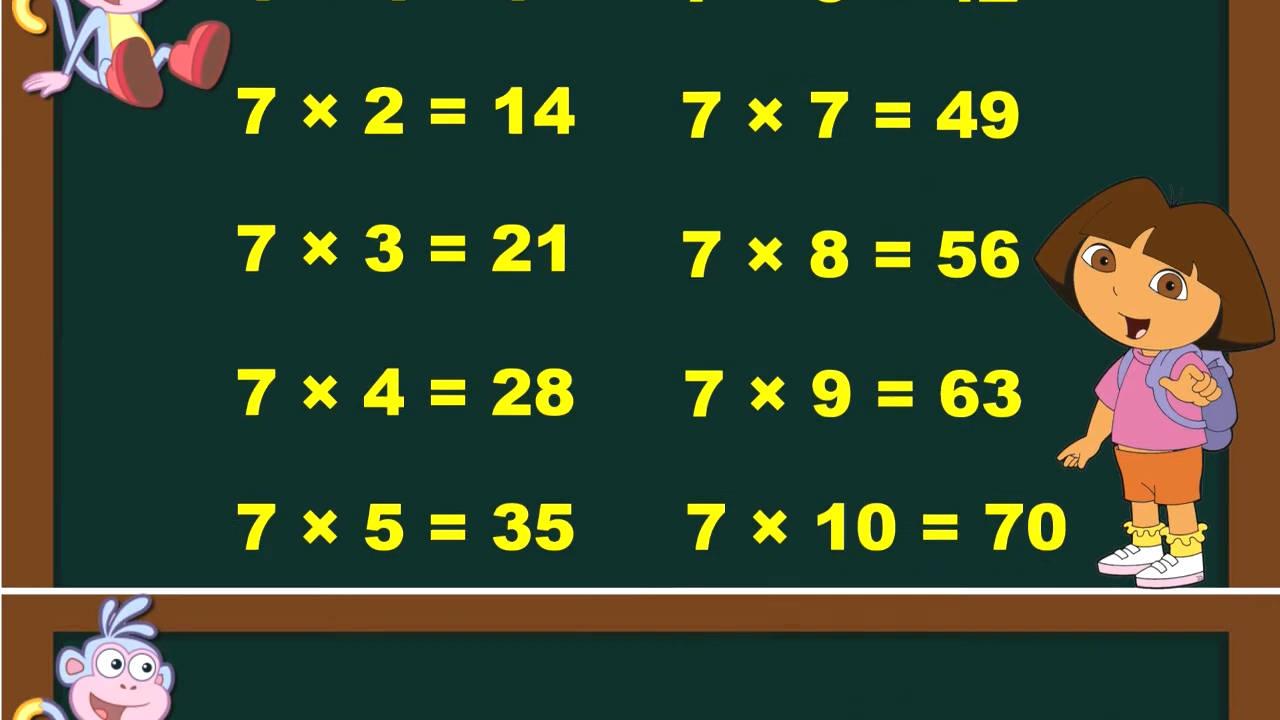 7 × 2 = 14
7 × 3 = 21
7 × 4 = 28
7 × 5 = 35
7 × 7 = 49
7 × 8 = 56
7 × 9 = 63
7 × 10 = 70